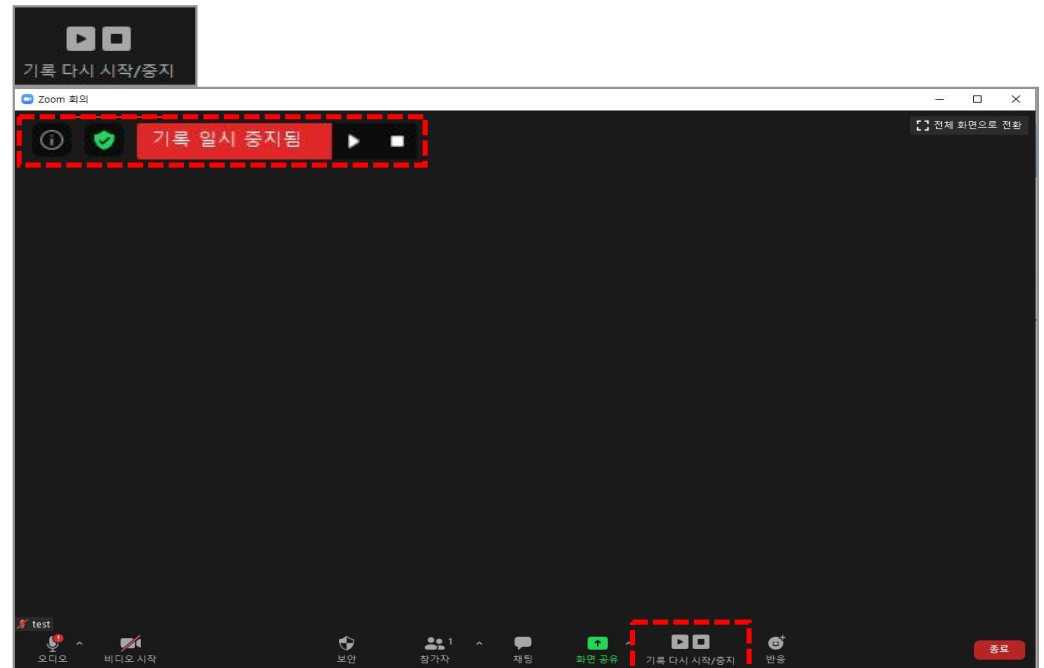 기록 다시 시작/중지
Zoom 회의
기록 일시 중지됨
전체 화면으로 전환
test
오디오
비디오 시작
보안
참가자
1
채팅
화면 공유
기록 다시 시작/중지
반응
종료